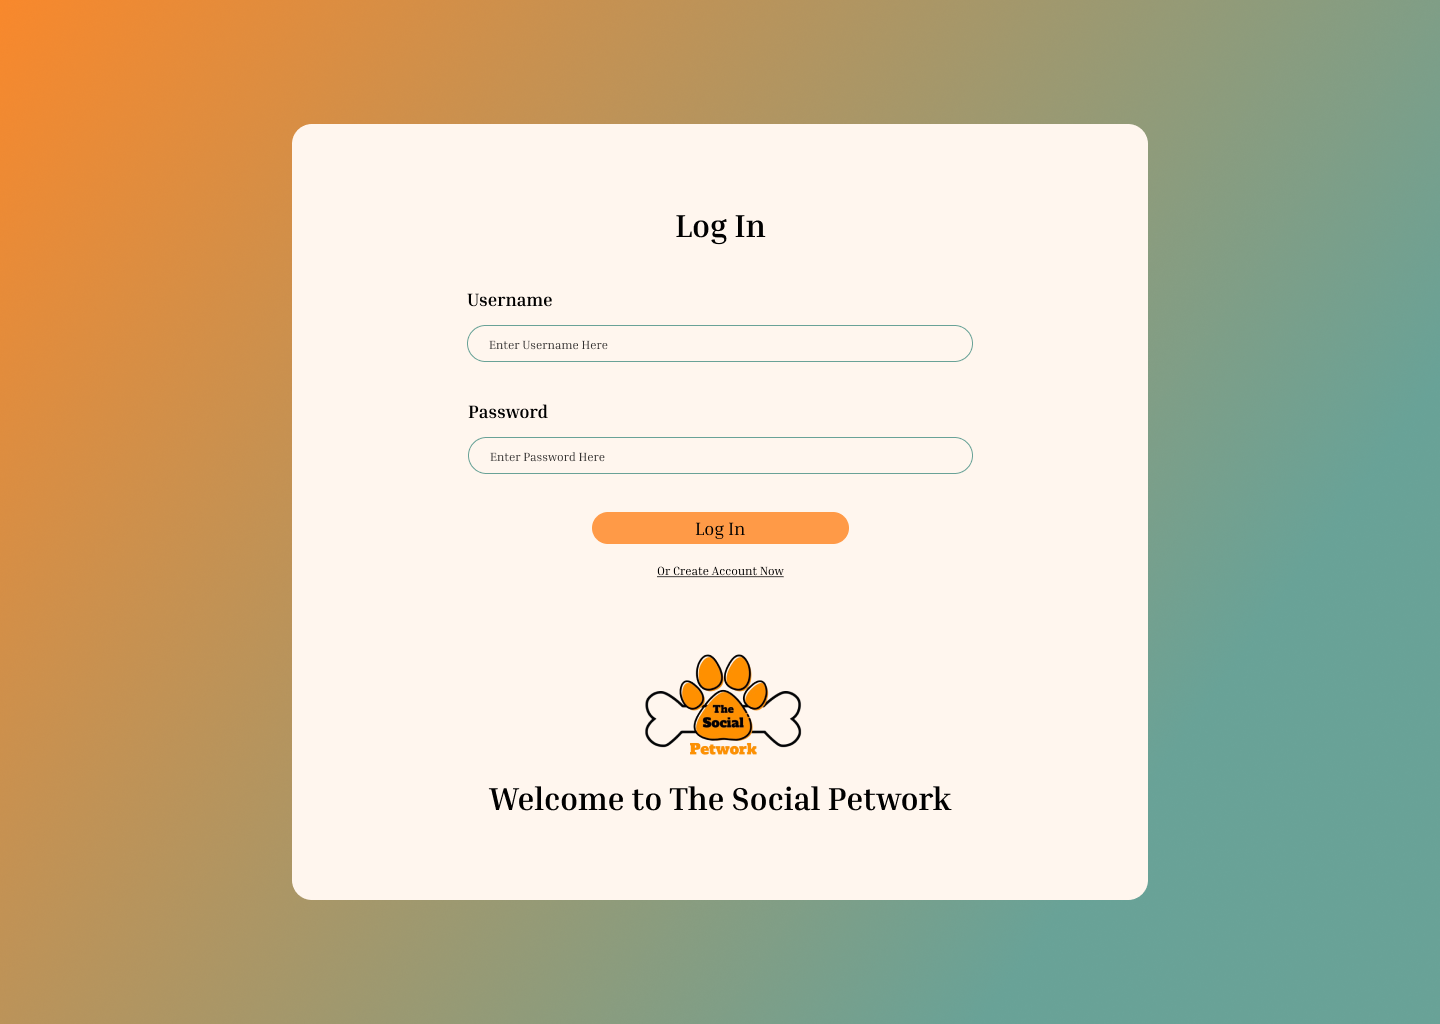 Log In
Username
Enter Username Here
Password
Enter Password Here
Log In
Or Create Account Now
The
Social
Petwork
Welcome to The Social Petwork